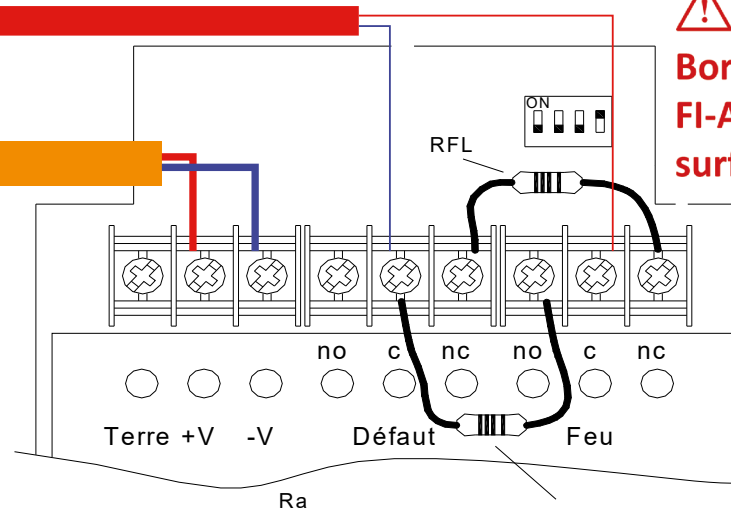 Bor
FI-A
surf
ON
RFL
no c nc no c nc
Terre +V -V Défaut Feu
Ra